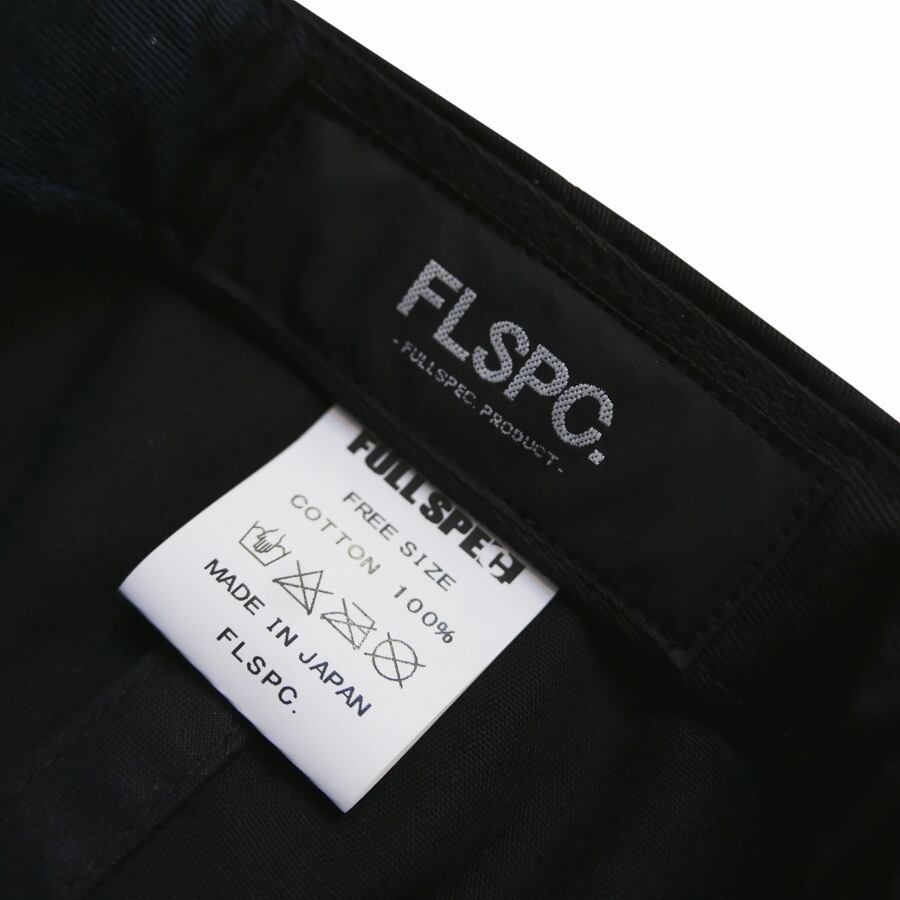 FLSPC.
-FULLSPEC. PRODUCT-
FULLSPEC
FREE SIZE
COTTON 100%
MADE IN JAPAN
FLSPC.